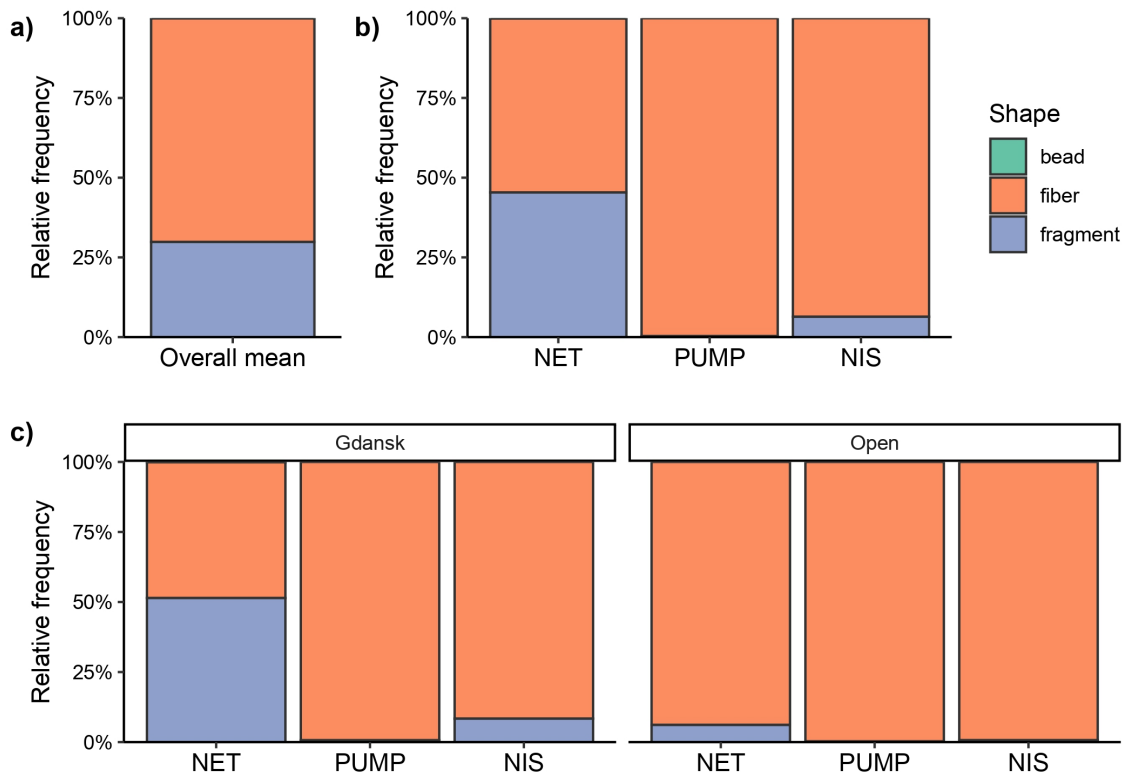 a)
100%
75%
50%
25%
0%
Relative frequency
Overall mean
b)
100%
75%
50%
25%
0%
Relative frequency
NET PUMP NIS
Shape
bead
fiber
fragment
c)
Gdansk Open
100%
75%
50%
25%
0%
Relative frequency
NET PUMP NIS NET PUMP NIS